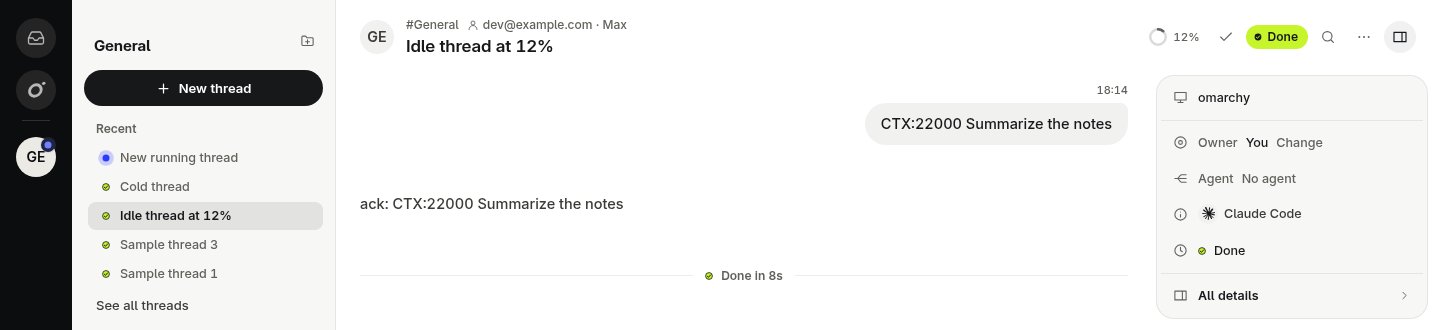 GE
General
New thread
Recent
New running thread
Cold thread
Idle thread at 12%
Sample thread 3
Sample thread 1
See all threads
GE
#General dev@example.com · Max
Idle thread at 12%
12%
Done
18:14
CTX:22000 Summarize the notes
ack: CTX:22000 Summarize the notes
Done in 8s
omarchy
Owner You Change
Agent No agent
Claude Code
Done
All details